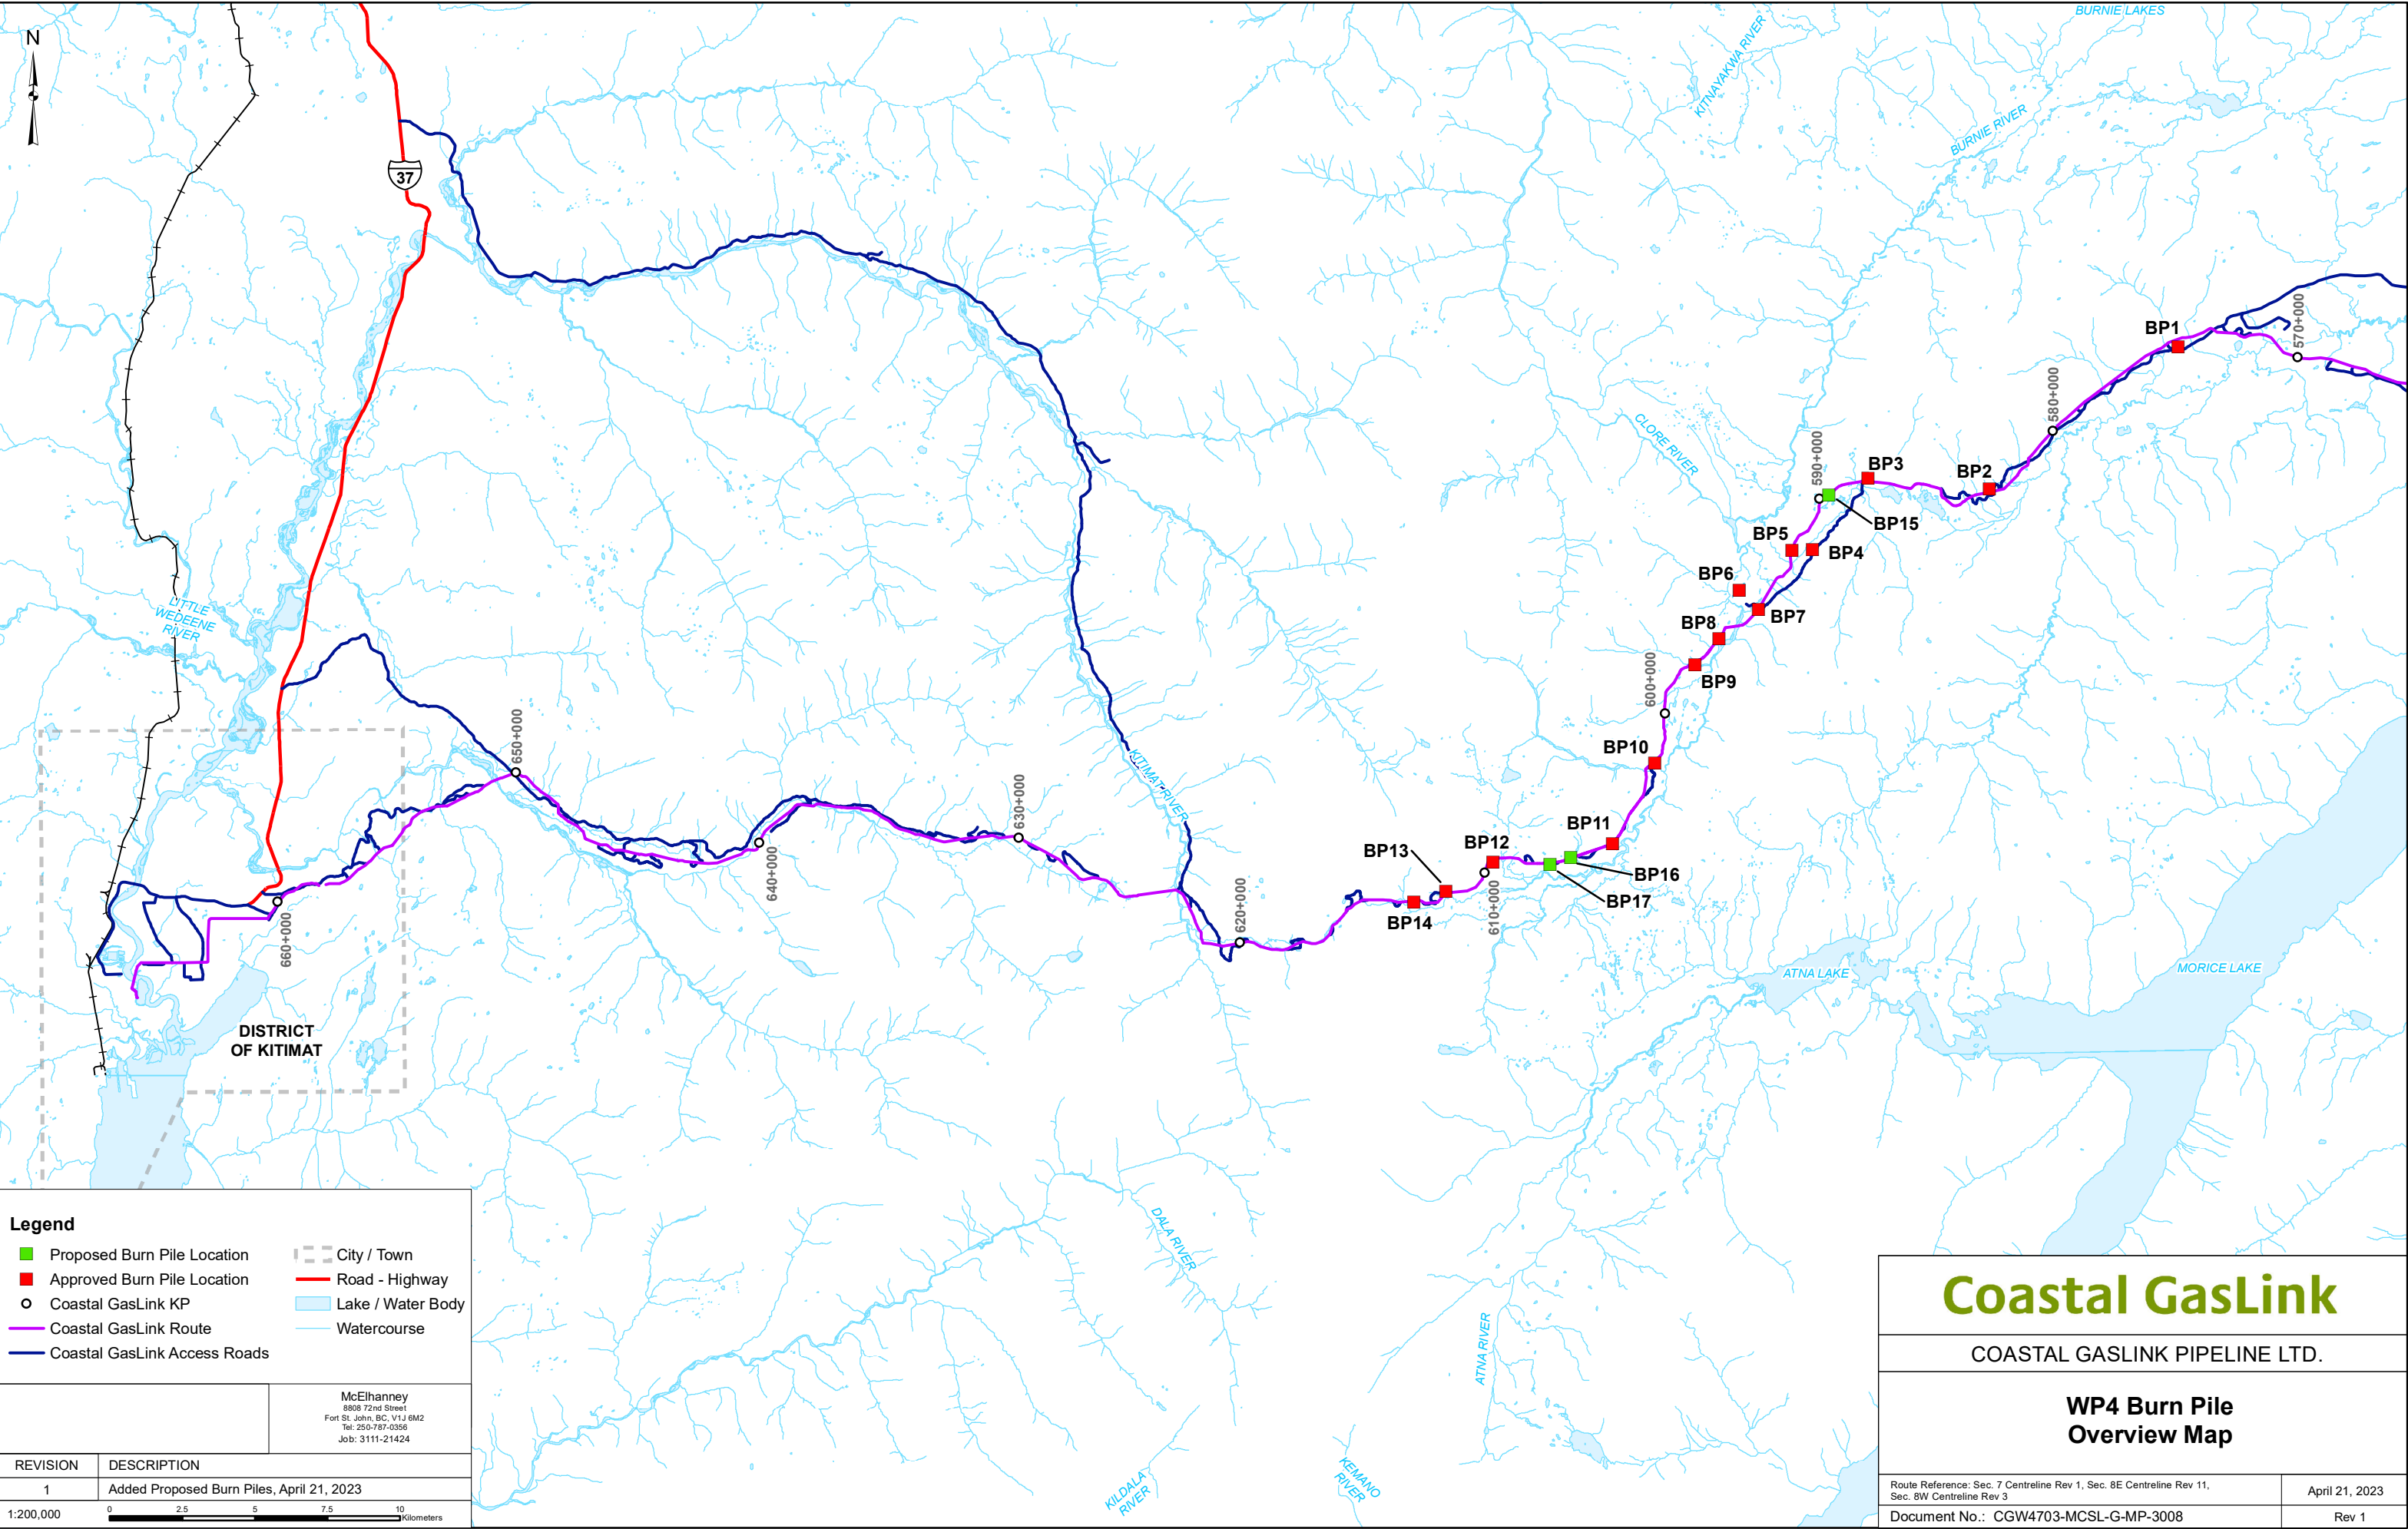 N
37
BURNIE LAKES
KITNAYAKWA RIVER
BURNIE RIVER
CLORE RIVER
LITTLE
WEDEENE
RIVER
KITIMAT RIVER
ATNA LAKE
MORICE LAKE
DALA RIVER
ATNA RIVER
KILDALA
RIVER
KEMANO
RIVER
DISTRICT
OF KITIMAT
BP1
570+000
580+000
BP2
BP3
590+000
BP15
BP5
BP4
BP6
BP7
BP8
BP9
600+000
BP10
BP11
BP12
BP13
BP14
BP16
BP17
610+000
620+000
630+000
640+000
650+000
660+000
Legend
Proposed Burn Pile Location
Approved Burn Pile Location
Coastal GasLink KP
Coastal GasLink Route
Coastal GasLink Access Roads
City / Town
Road - Highway
Lake / Water Body
Watercourse
McElhanney
8808 72nd Street
Fort St. John, BC, V1J 6M2
Tel: 250-787-0356
Job: 3111-21424
REVISION DESCRIPTION
1 Added Proposed Burn Piles, April 21, 2023
1:200,000 0 2.5 5 7.5 10 Kilometers
Coastal GasLink
COASTAL GASLINK PIPELINE LTD.
WP4 Burn Pile
Overview Map
Route Reference: Sec. 7 Centreline Rev 1, Sec. 8E Centreline Rev 11,
Sec. 8W Centreline Rev 3
April 21, 2023
Document No.: CGW4703-MCSL-G-MP-3008
Rev 1